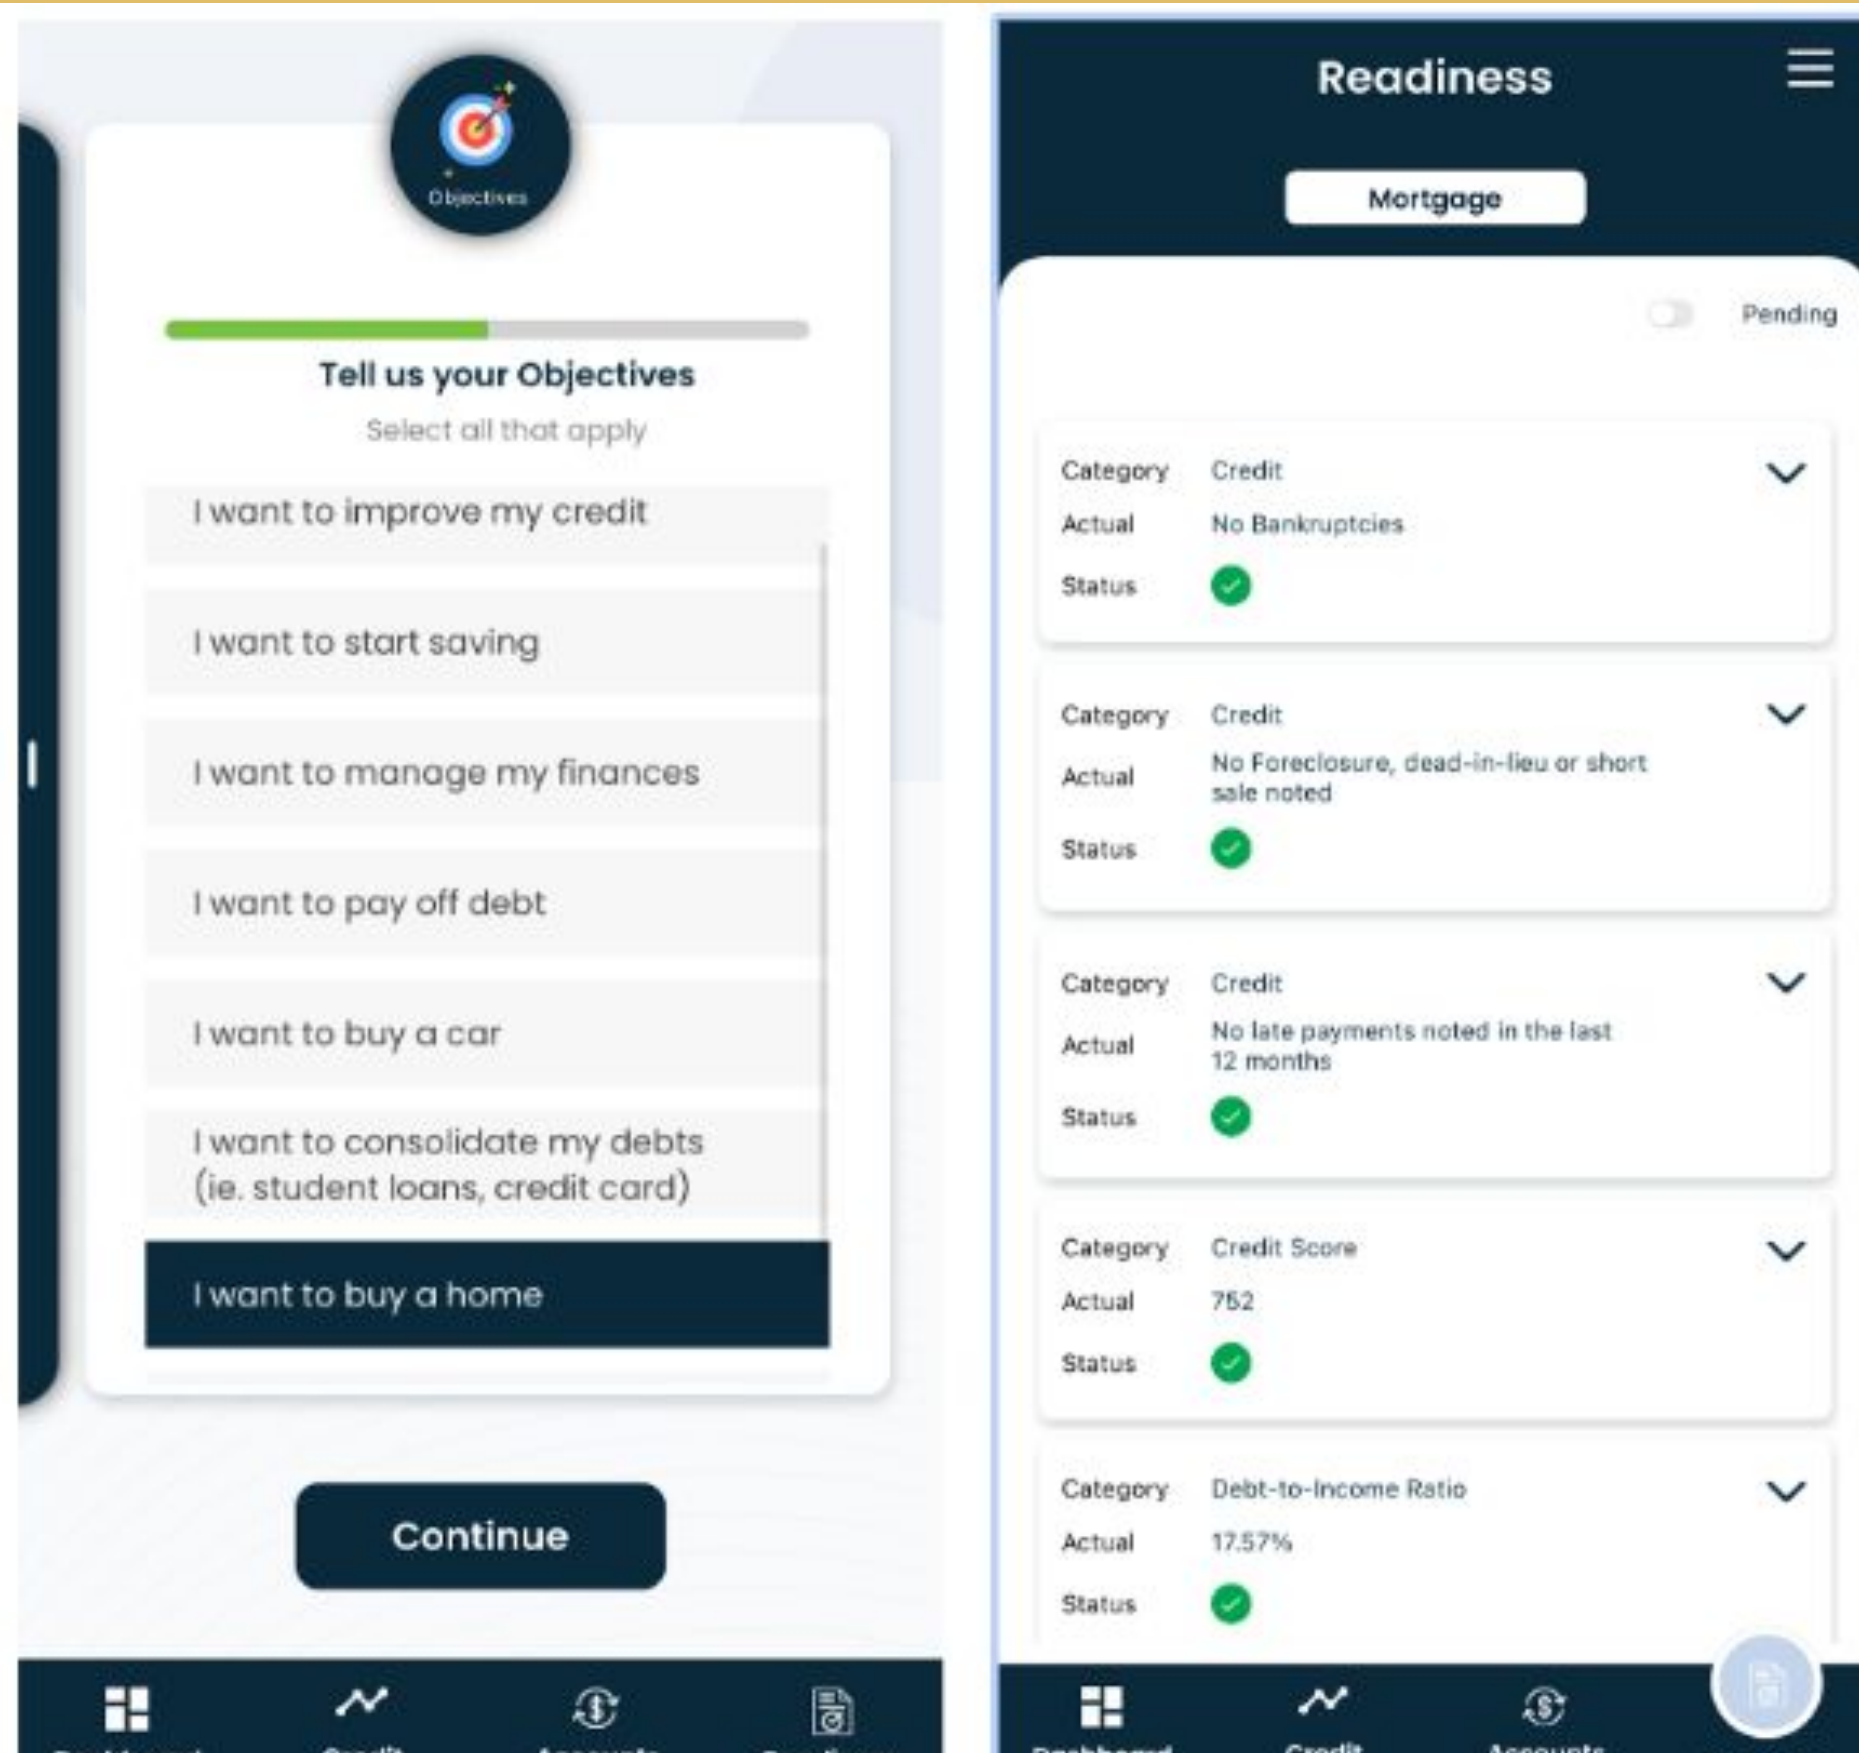 Objectives
Tell us your Objectives
Select all that apply
I want to improve my credit
I want to start saving
I want to manage my finances
I want to pay off debt
I want to buy a car
I want to consolidate my debts
(ie. student loans, credit card)
I want to buy a home
Continue
Readiness
Mortgage
Pending
Category Credit
Actual No Bankruptcies
Status
Category Credit
Actual No Foreclosure, dead-in-lieu or short
sale noted
Status
Category Credit
Actual No late payments noted in the last
12 months
Status
Category Credit Score
Actual 752
Status
Category Debt-to-Income Ratio
Actual 17.57%
Status
Dashboard Credit Accounts